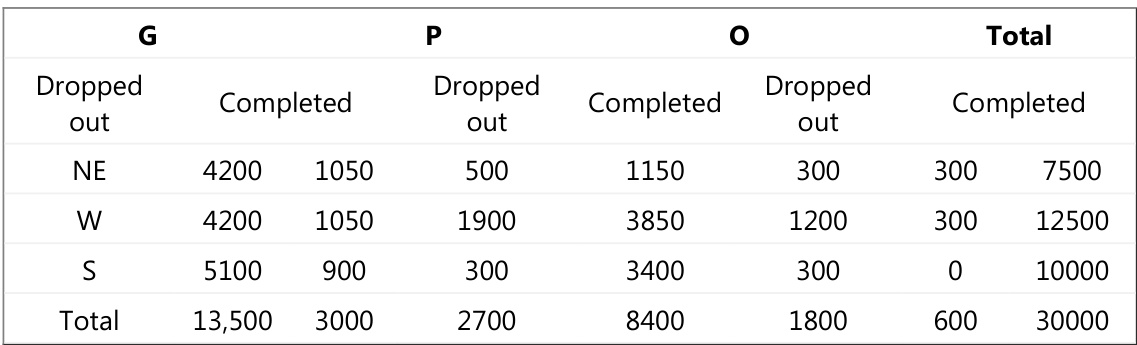 G P O Total
Dropped out Completed Dropped out Completed Dropped out Completed
NE 4200 1050 500 1150 300 300 7500
W 4200 1050 1900 3850 1200 300 12500
S 5100 900 300 3400 300 0 10000
Total 13,500 3000 2700 8400 1800 600 30000